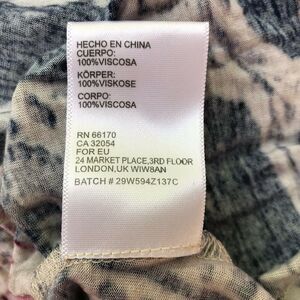 HECHO EN CHINA
CUERPO:
100%VISCOSA
KÖRPER:
100%VISKOSE
CORPO:
100%VISCOSA
RN 66170
CA 32054
FOR EU
24 MARKET PLACE,3RD FLOOR
LONDON,UK WIW8AN
BATCH # 29W594Z137C